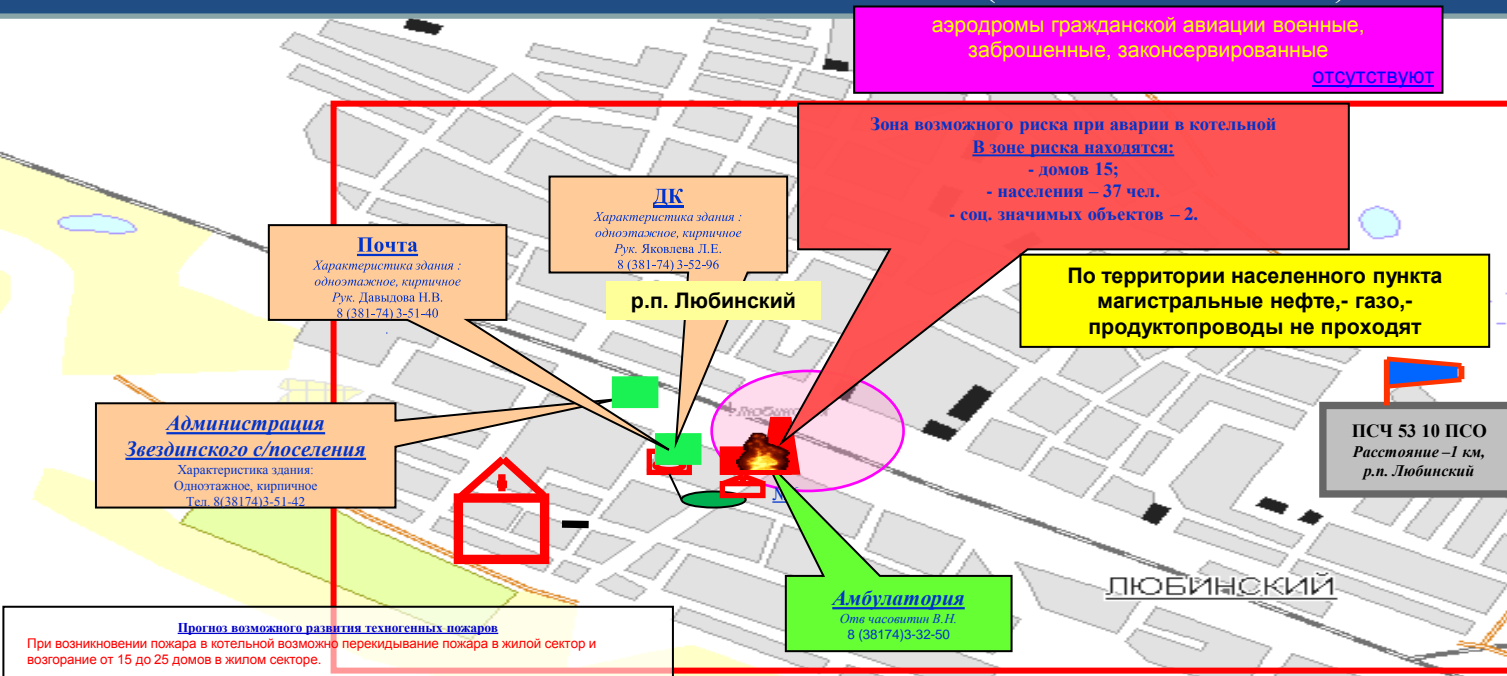 аэродромы гражданской авиации военные,
заброшенные, законсервированные
отсутствуют
Зона возможного риска при аварии в котельной
В зоне риска находятся:
- домов 15;
- населения – 37 чел.
- соц. значимых объектов – 2.
ДК
Характеристика здания :
одноэтажное, кирпичное
Рук. Яковлева Л.Е.
8 (381-74) 3-52-96
Почта
Характеристика здания :
одноэтажное, кирпичное
Рук. Давыдова Н.В.
8 (381-74) 3-51-40
.
р.п. Любинский
По территории населенного пункта
магистральные нефте,- газо,-
продуктопроводы не проходят
Администрация
Звездинского с/поселения
Характеристика здания:
Одноэтажное, кирпичное
Тел. 8(38174)3-51-42
ПСЧ 53 10 ПСО
Расстояние –1 км,
р.п. Любинский
Амбулатория
Отв часовитин В.Н.
8 (38174)3-32-50
ЛЮБИНСКИЙ
Прогноз возможного развития техногенных пожаров
При возникновении пожара в котельной возможно перекидывание пожара в жилой сектор и
возгорание от 15 до 25 домов в жилом секторе.